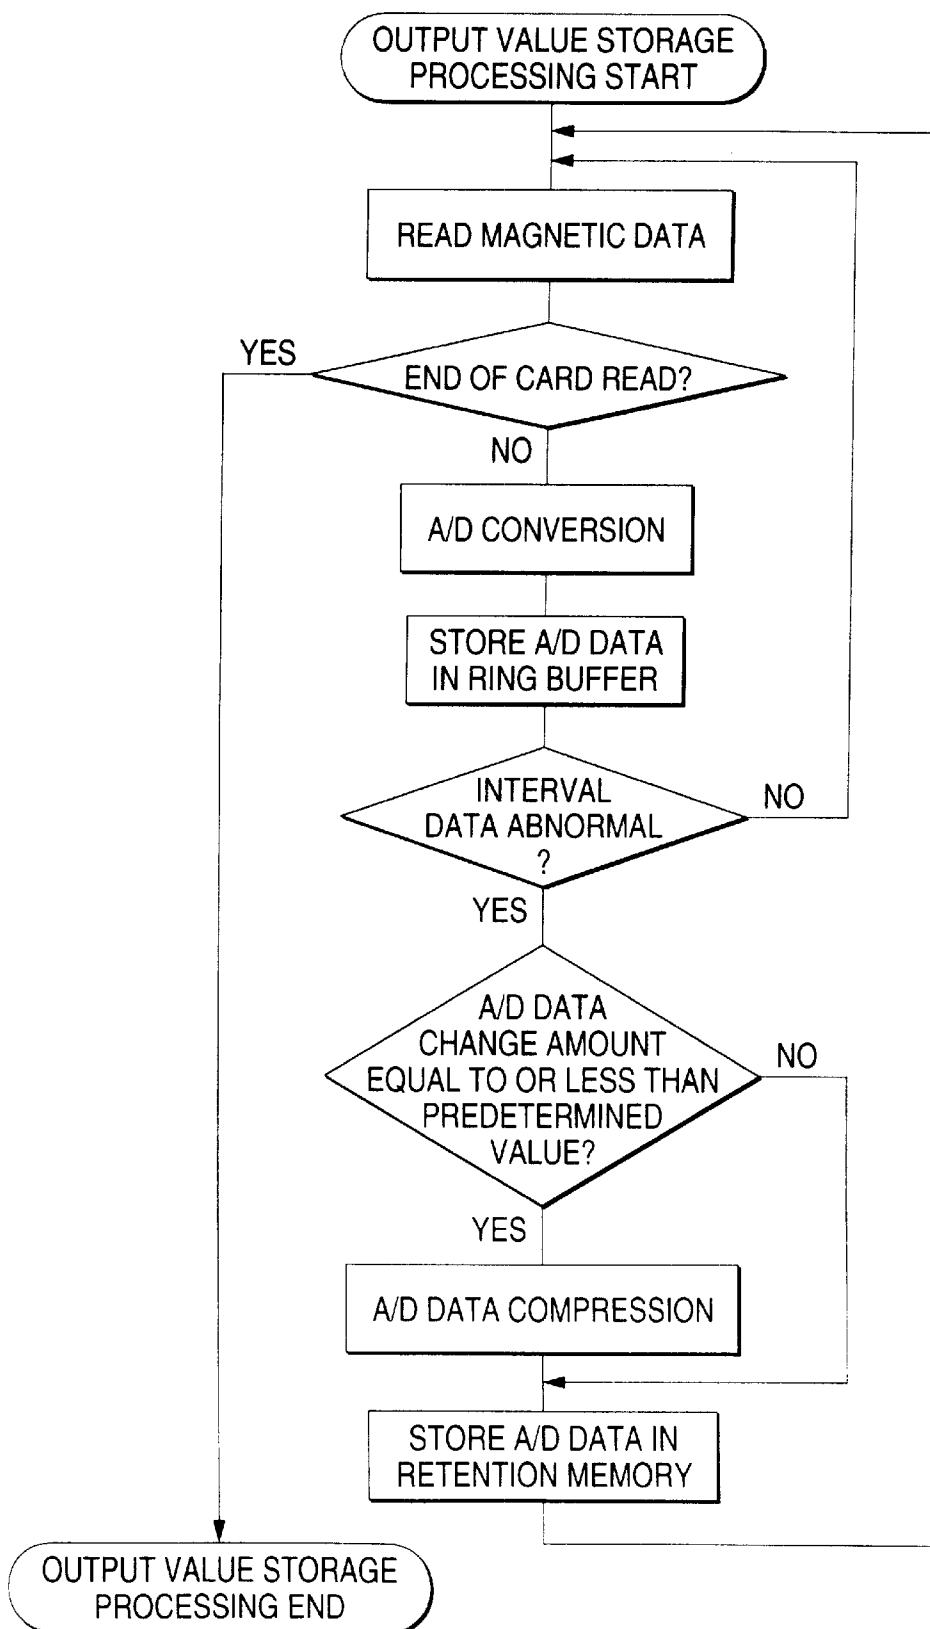 OUTPUT VALUE STORAGE
PROCESSING START
READ MAGNETIC DATA
YES
END OF CARD READ?
NO
A/D CONVERSION
STORE A/D DATA
IN RING BUFFER
INTERVAL
DATA ABNORMAL
?
NO
YES
A/D DATA
CHANGE AMOUNT
EQUAL TO OR LESS THAN
PREDETERMINED
VALUE?
NO
YES
A/D DATA COMPRESSION
STORE A/D DATA IN
RETENTION MEMORY
OUTPUT VALUE STORAGE
PROCESSING END